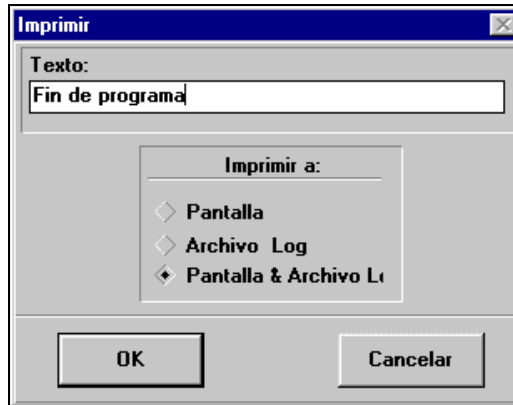 Imprimir
Texto:
Fin de programa
Imprimir a:
Pantalla
Archivo Log
Pantalla & Archivo L
OK
Cancelar